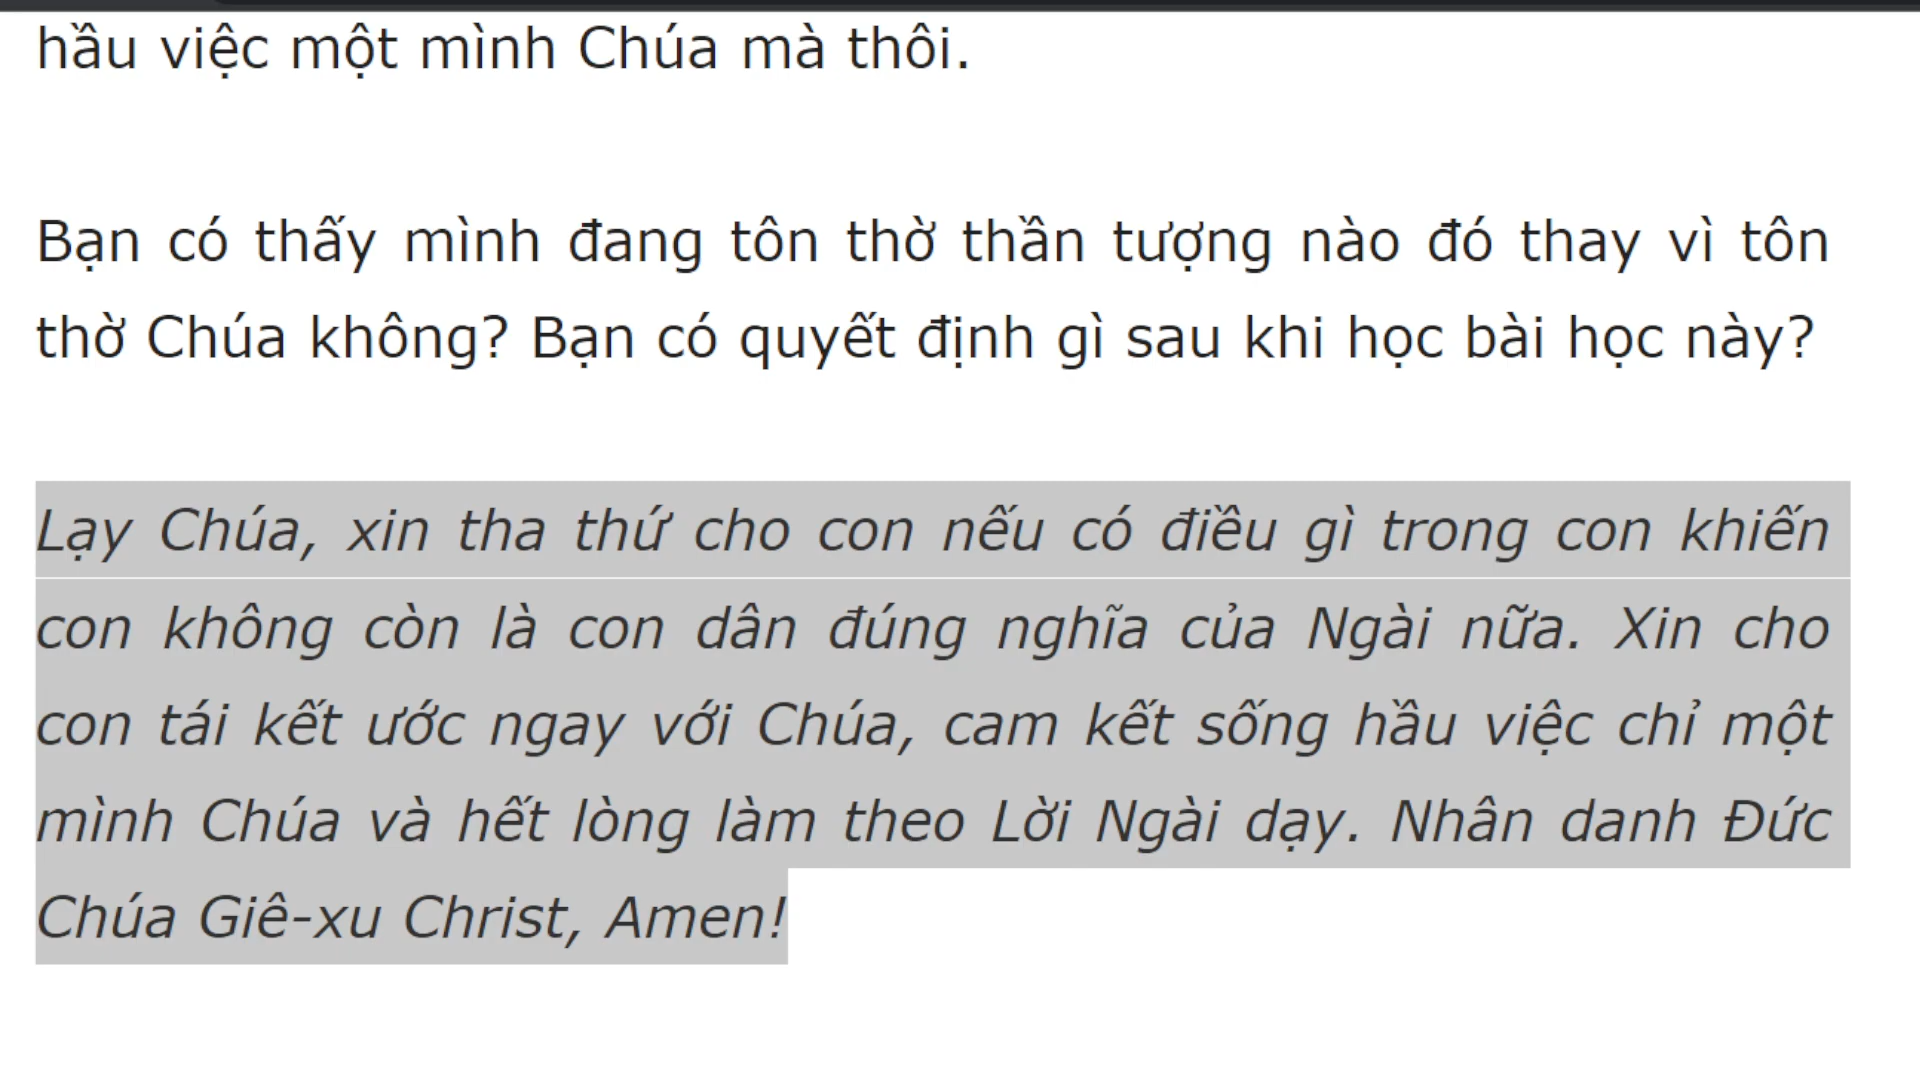 hầu việc một mình Chúa mà thôi.
Bạn có thấy mình đang tôn thờ thần tượng nào đó thay vì tôn
thờ Chúa không? Bạn có quyết định gì sau khi học bài học này?
Lạy Chúa, xin tha thứ cho con nếu có điều gì trong con khiến
con không còn là con dân đúng nghĩa của Ngài nữa. Xin cho
con tái kết ước ngay với Chúa, cam kết sống hầu việc chỉ một
mình Chúa và hết lòng làm theo Lời Ngài dạy. Nhân danh Đức
Chúa Giê-xu Christ, Amen!